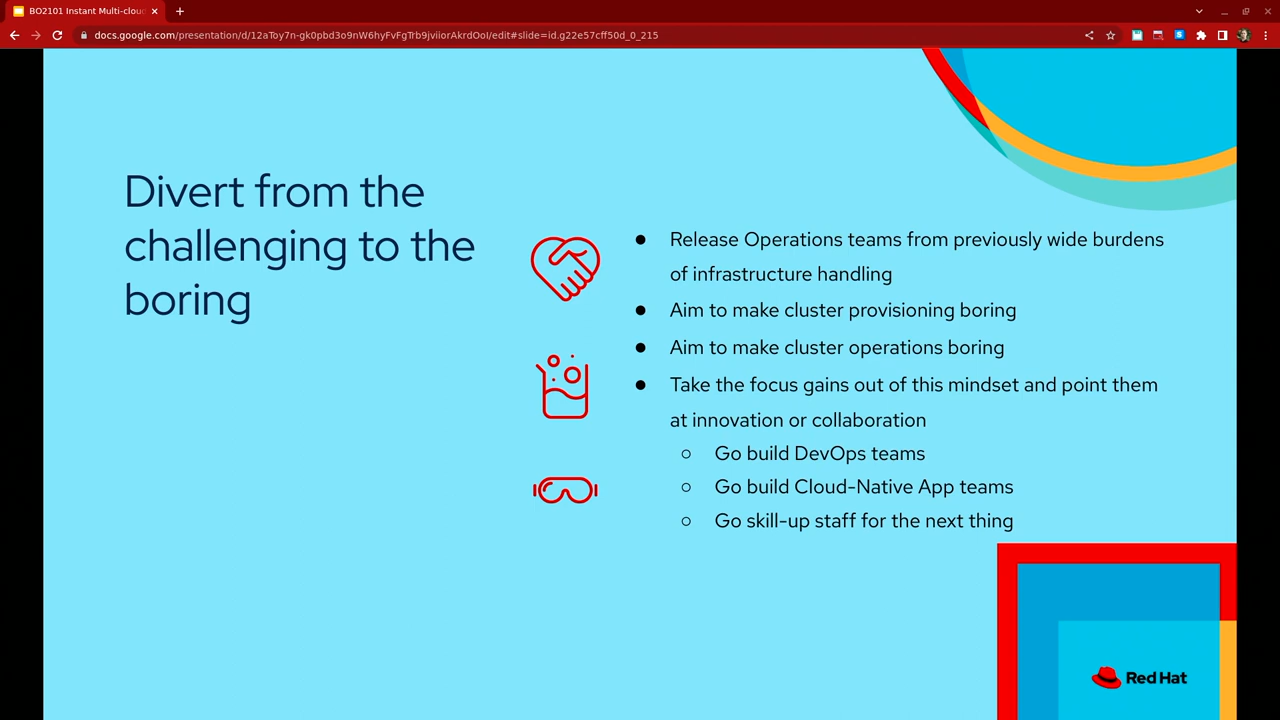 BO2101 Instant Multi-clou
docs.google.com/presentation/d/12aToy7n-gk0pbd3o9nW6hyFvFgTrb9jviiorAkrdOoI/edit#slide=id.g22e57cff50d_0_215
Divert from the
challenging to the
boring
● Release Operations teams from previously wide burdens
of infrastructure handling
● Aim to make cluster provisioning boring
● Aim to make cluster operations boring
● Take the focus gains out of this mindset and point them
at innovation or collaboration
○ Go build DevOps teams
○ Go build Cloud-Native App teams
○ Go skill-up staff for the next thing
Red Hat